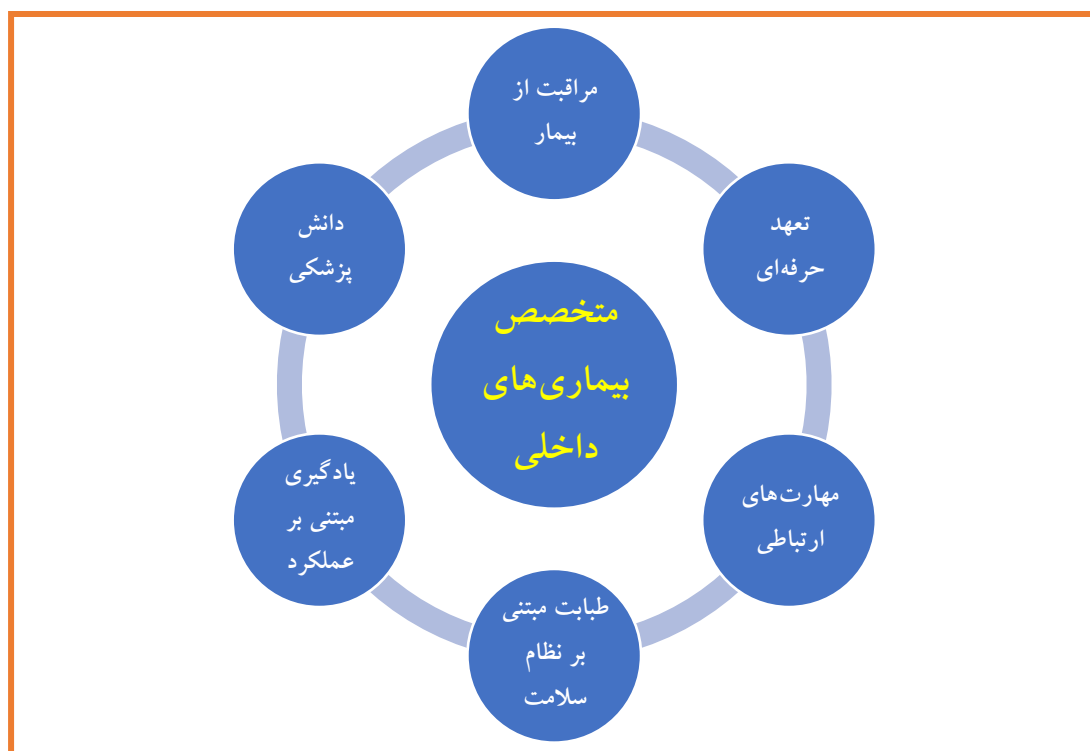 مراقبت از
بیمار
تعهد
حرفه‌ای
مهارت‌های
ارتباطی
طبابت مبتنی
بر نظام
سلامت
یادگیری
مبتنی بر
عملکرد
دانش
پزشکی
متخصص
بیماری‌های
داخلی